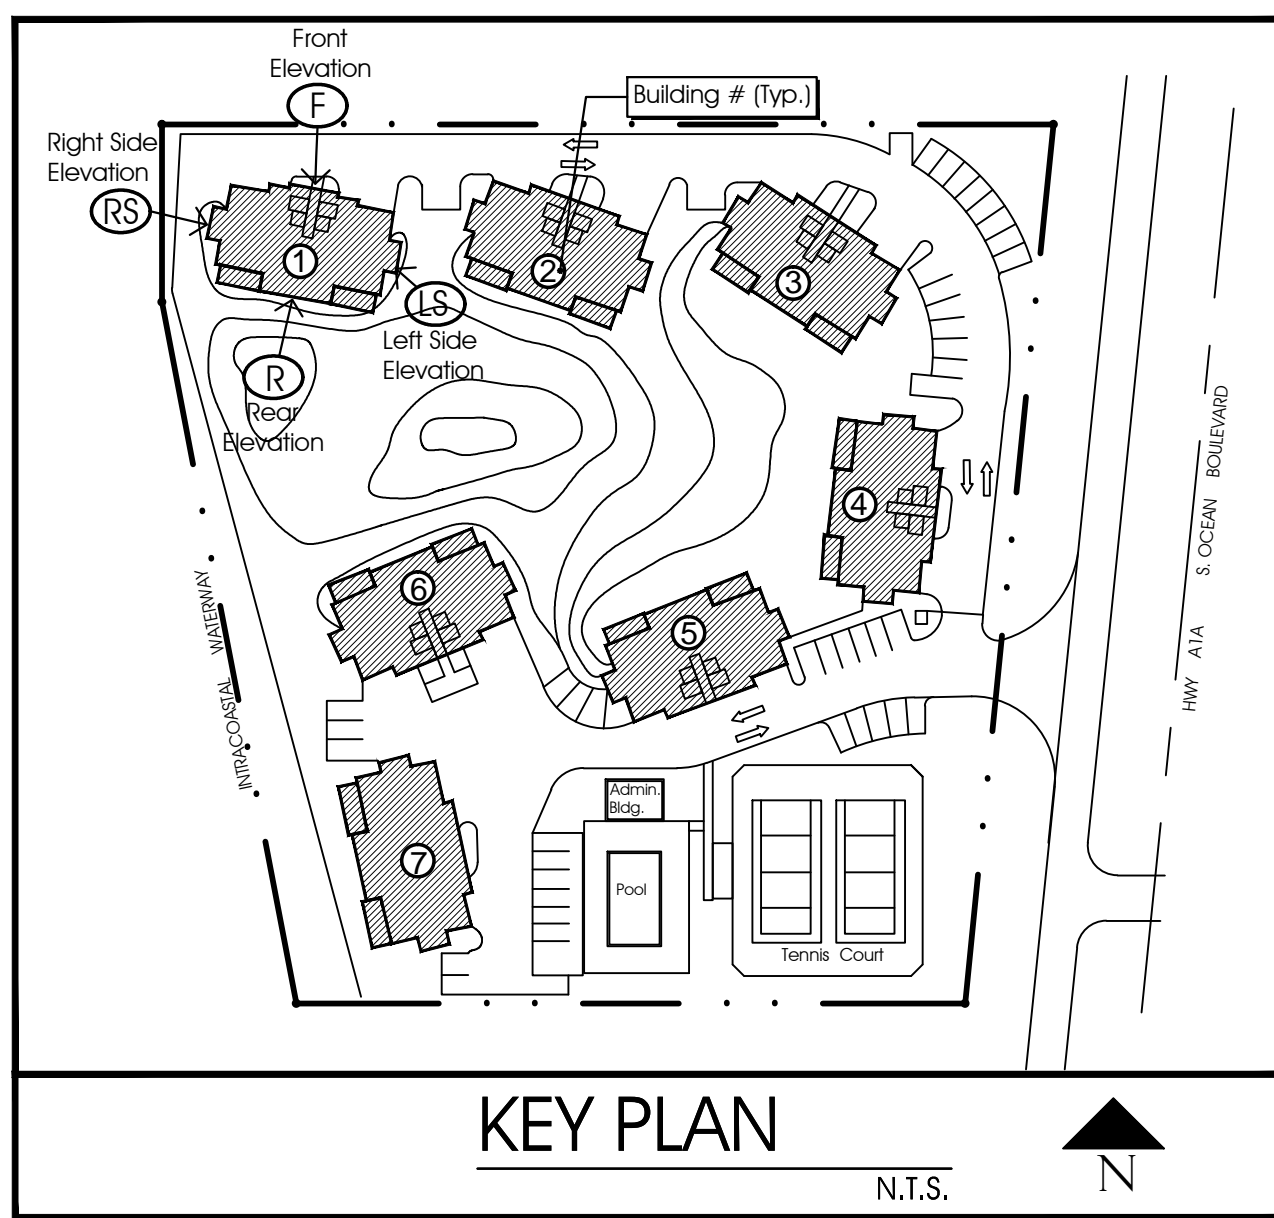 Front
Elevation
F
Building # (Typ.)
Right Side
Elevation
RS
1
2
3
LS
Left Side
Elevation
R
Rear
Elevation
4
S. OCEAN BOULEVARD
HWY A1A
INTRACOASTAL WATERWAY
6
5
7
Admin.
Bldg.
Pool
Tennis Court
KEY PLAN
N.T.S.
N